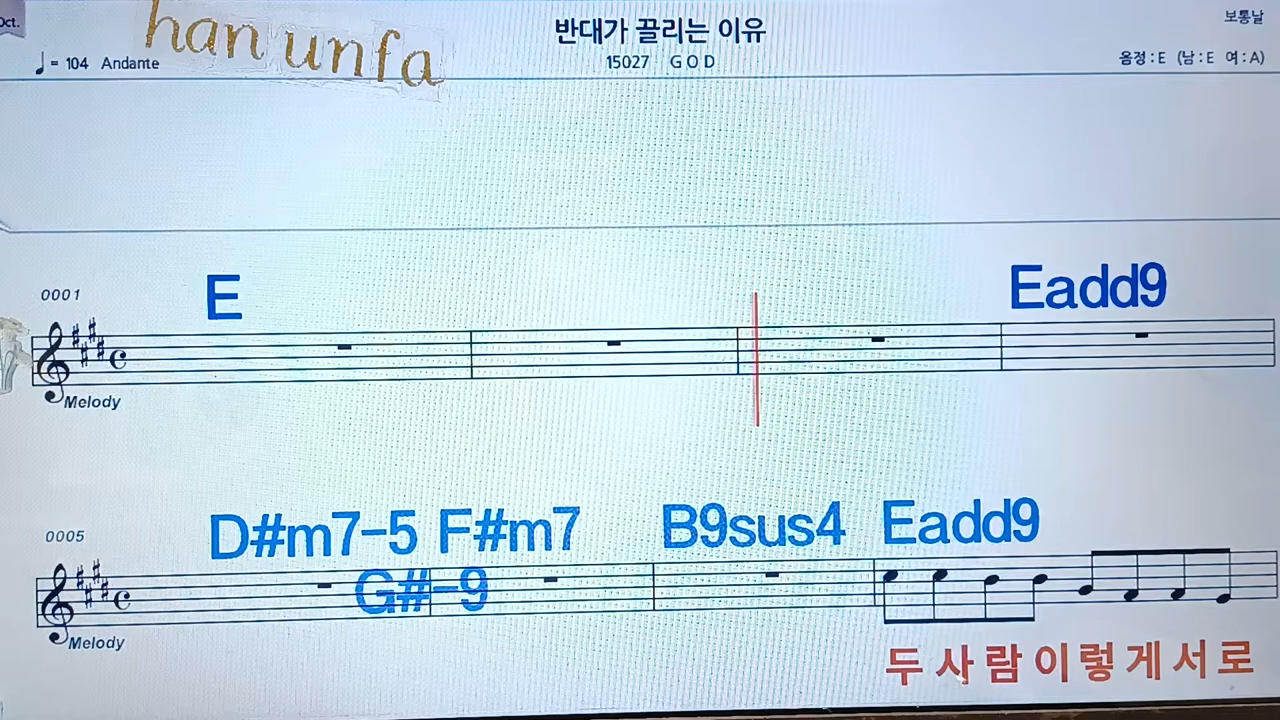 Oct.
han unfa
반대가 끌리는 이유
보통날
♩= 104 Andante
15027 G O D
음정:E (남:E 여:A)
0001
E
Eadd9
Melody
0005
D#m7-5 F#m7 B9sus4 Eadd9
G#-9
Melody
두 사 람 이 렇 게 서 로